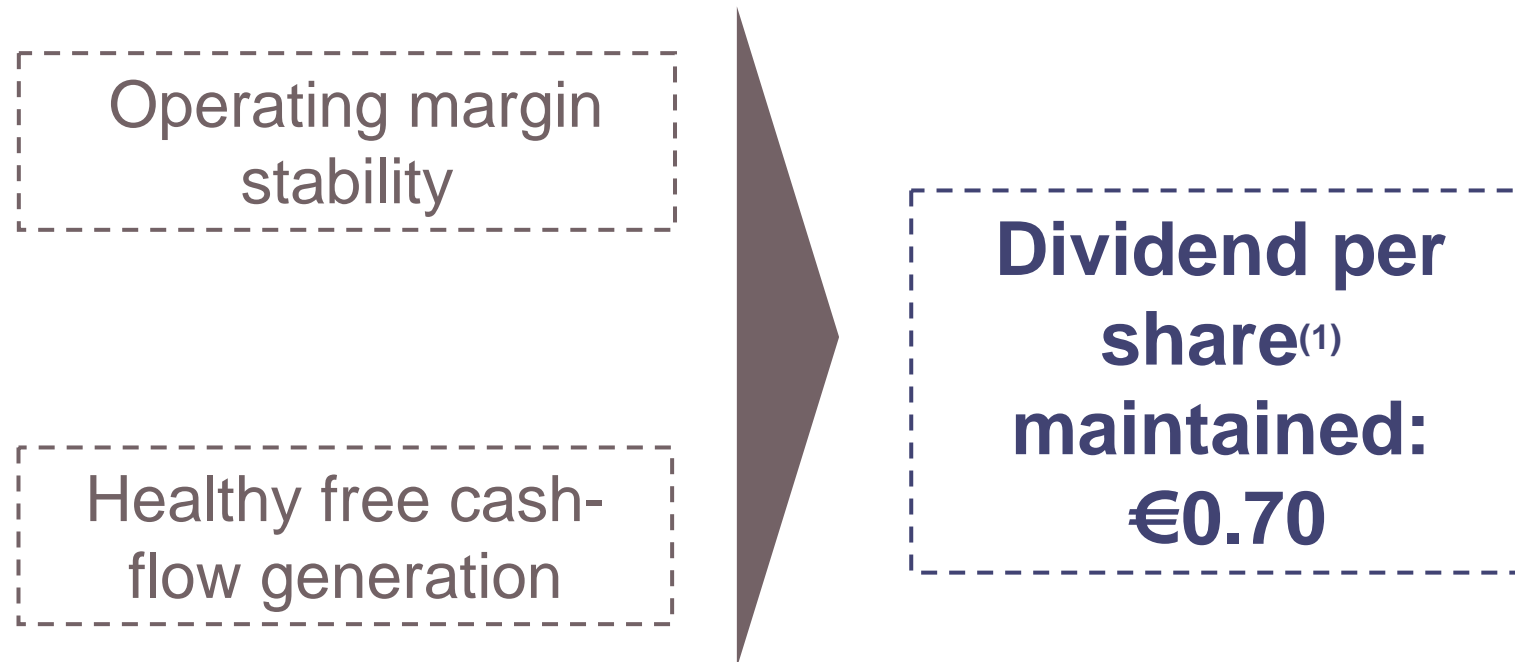 Operating margin
stability
Healthy free cash-
flow generation
Dividend per
share(1)
maintained:
€0.70